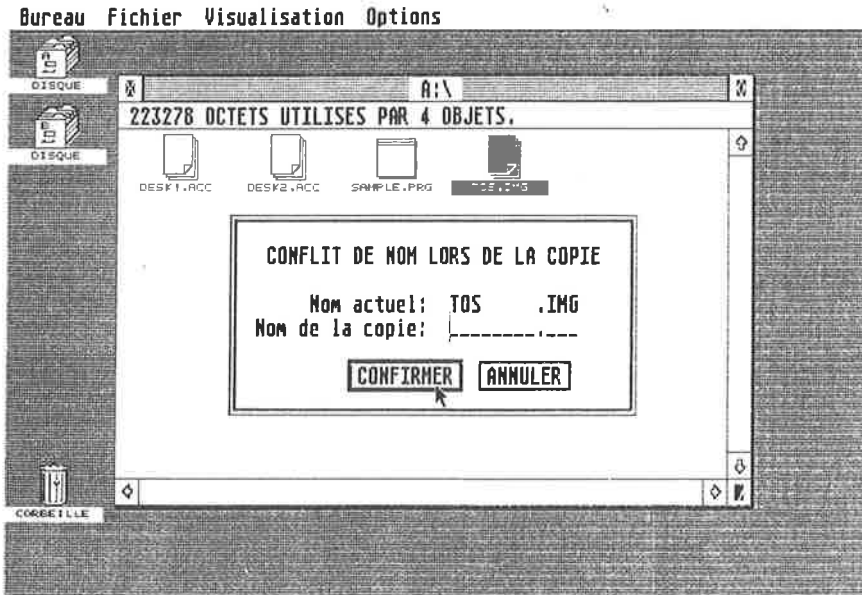 Bureau Fichier Visualisation Options
A
DISQUE
B
DISQUE
A:\
223278 OCTETS UTILISES PAR 4 OBJETS.
DESK1.ACC DESK2.ACC SAMPLE.PRG TOS.IMG
CONFLIT DE NOM LORS DE LA COPIE
Nom actuel: TOS .IMG
Nom de la copie: ________.___
CONFIRMER ANNULER
CORBEILLE